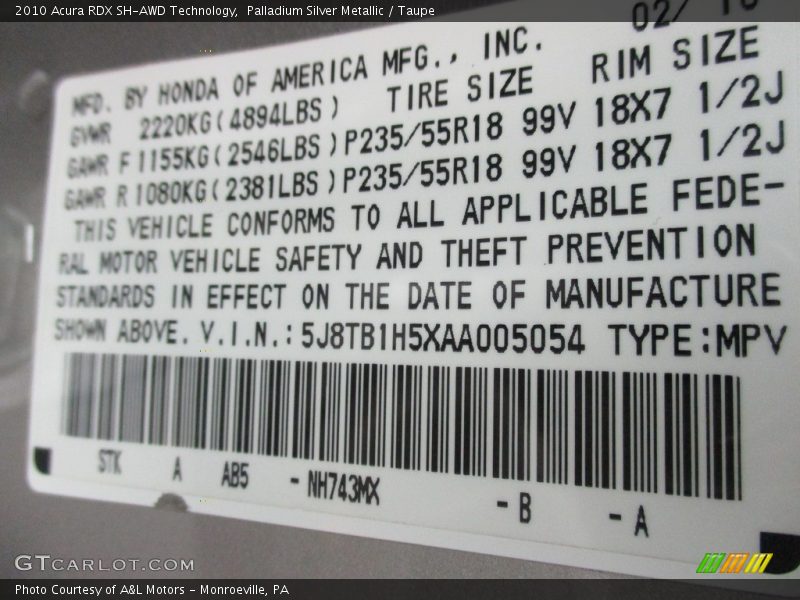 2010 Acura RDX SH-AWD Technology,  Palladium Silver Metallic / Taupe
02/ 10
MFD. BY HONDA OF AMERICA MFG., INC.
GVWR 2220KG(4894LBS) TIRE SIZE RIM SIZE
GAWR F1155KG(2546LBS)P235/55R18 99V 18X7 1/2J
GAWR R1080KG(2381LBS)P235/55R18 99V 18X7 1/2J
THIS VEHICLE CONFORMS TO ALL APPLICABLE FEDE-
RAL MOTOR VEHICLE SAFETY AND THEFT PREVENTION
STANDARDS IN EFFECT ON THE DATE OF MANUFACTURE
SHOWN ABOVE. V.I.N.:5J8TB1H5XAA005054 TYPE:MPV
STK A AB5 -NH743MX -B -A
GTCARLOT.COM
Photo Courtesy of A&L Motors - Monroeville, PA